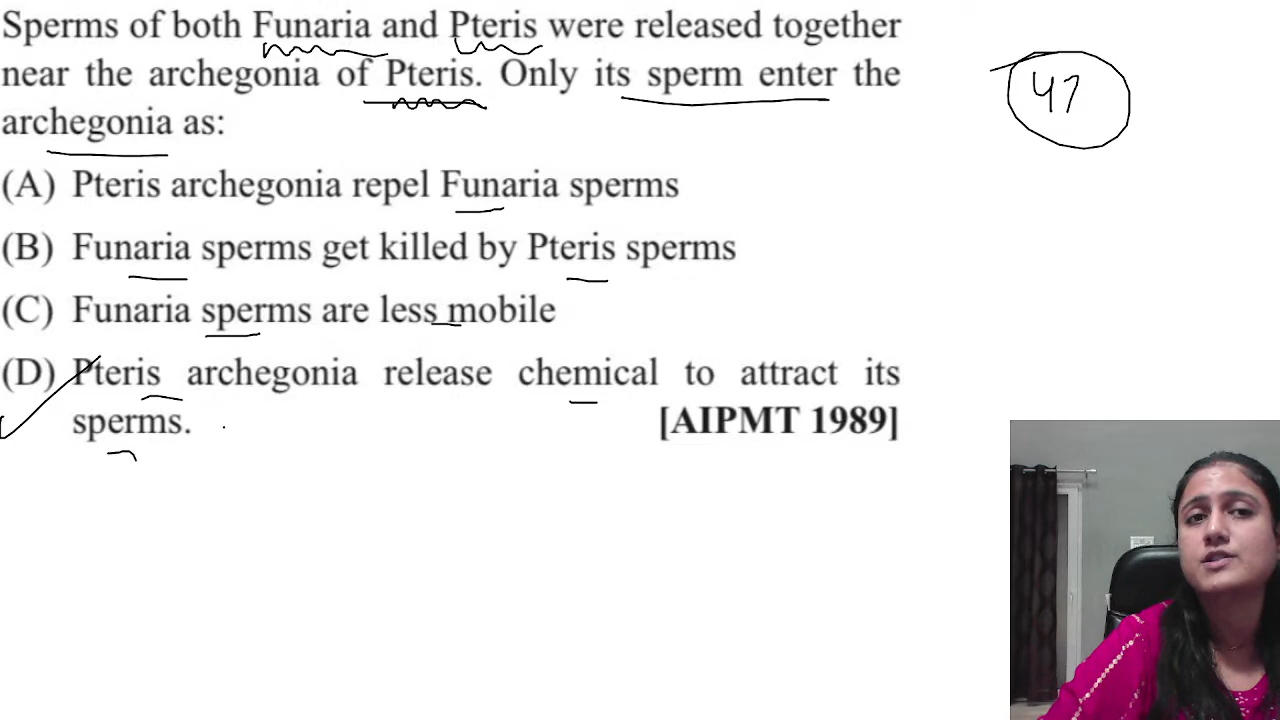 Sperms of both Funaria and Pteris were released together
near the archegonia of Pteris. Only its sperm enter the
archegonia as:
47
(A) Pteris archegonia repel Funaria sperms
(B) Funaria sperms get killed by Pteris sperms
(C) Funaria sperms are less mobile
(D) Pteris archegonia release chemical to attract its
sperms. [AIPMT 1989]